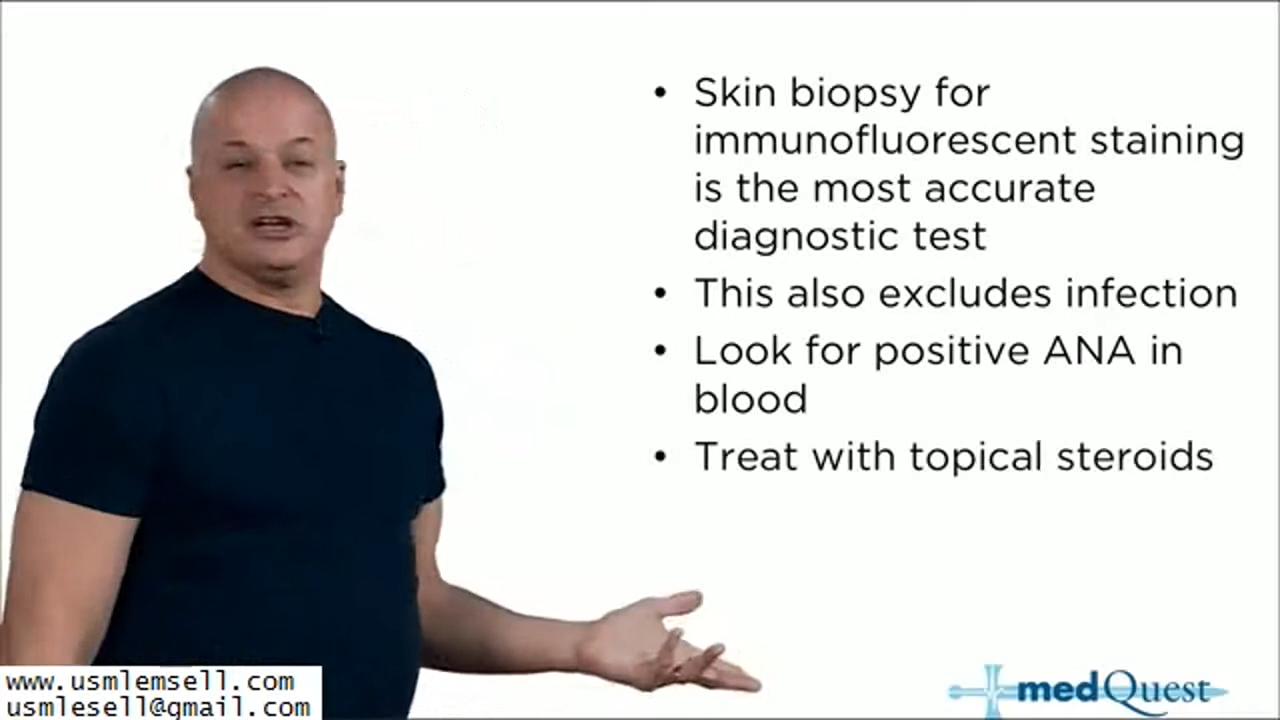 • Skin biopsy for
immunofluorescent staining
is the most accurate
diagnostic test
• This also excludes infection
• Look for positive ANA in
blood
• Treat with topical steroids
www.usmlemsell.com
usmlesell@gmail.com
medQuest